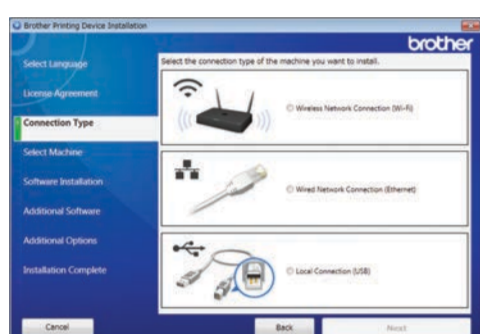 Brother Printing Device Installation
brother
Select Language
License Agreement
Connection Type
Select Machine
Software Installation
Additional Software
Additional Options
Installation Complete
Select the connection type of the machine you want to install.
Wireless Network Connection (Wi-Fi)
Wired Network Connection (Ethernet)
Local Connection (USB)
Cancel
Back
Next